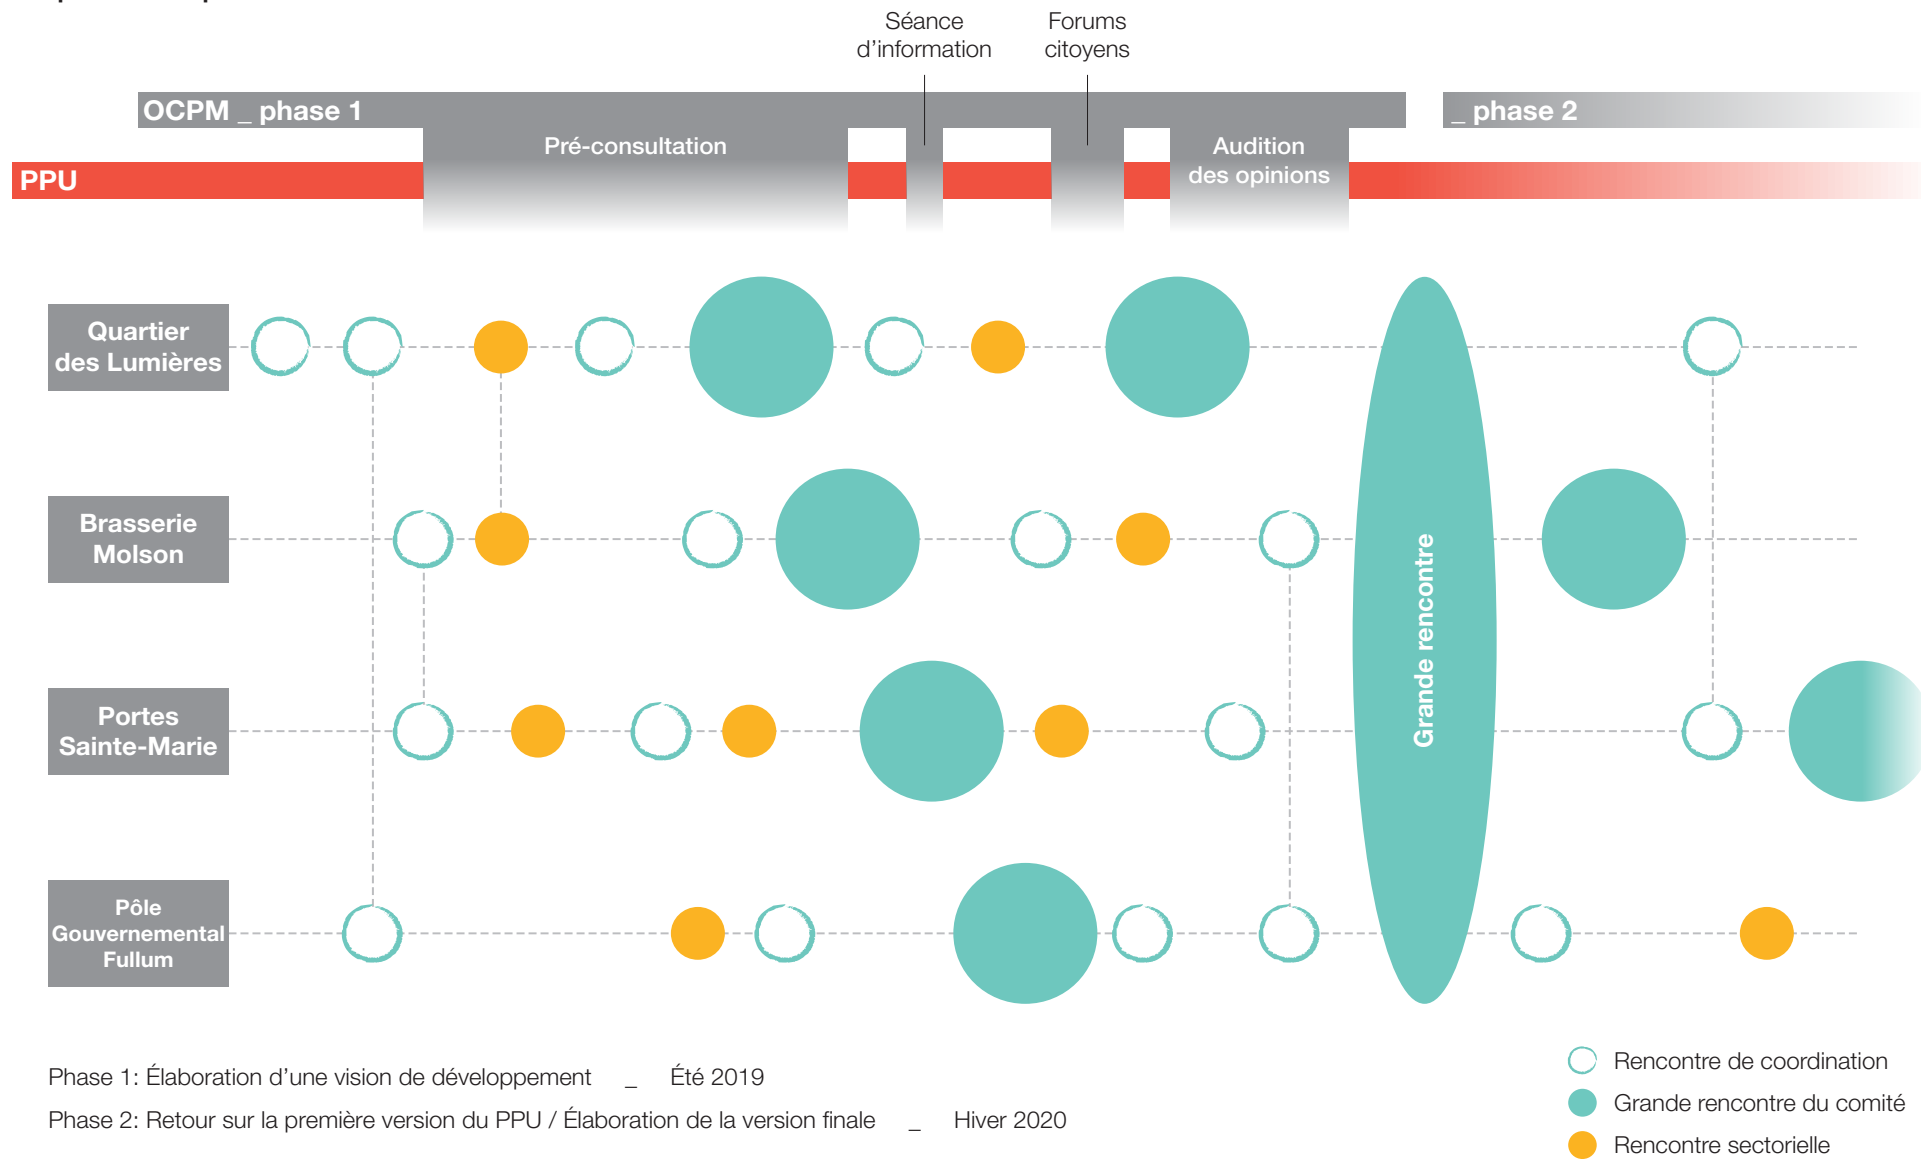 Séance
d'information
Forums
citoyens
OCPM _ phase 1
_ phase 2
Pré-consultation
Audition
des opinions
PPU
Quartier
des Lumières
Brasserie
Molson
Grande rencontre
Portes
Sainte-Marie
Pôle
Gouvernemental
Fullum
Phase 1: Élaboration d'une vision de développement _ Été 2019
Phase 2: Retour sur la première version du PPU / Élaboration de la version finale _ Hiver 2020
Rencontre de coordination
Grande rencontre du comité
Rencontre sectorielle